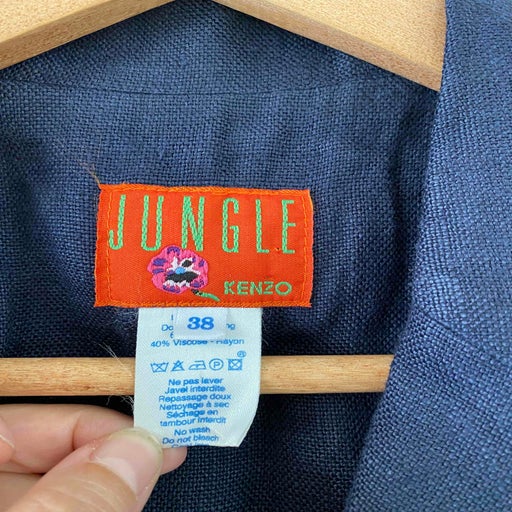 JUNGLE
KENZO
38
40% Viscose - Rayon
Ne pas laver
Javel interdite
Repassage doux
Nettoyage à sec
Séchage en
tambour interdit
No wash
Do not bleach